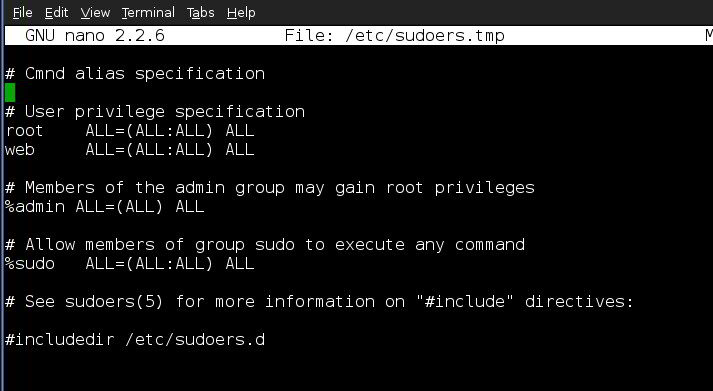 File Edit View Terminal Tabs Help
GNU nano 2.2.6 File: /etc/sudoers.tmp M
# Cmnd alias specification
# User privilege specification
root ALL=(ALL:ALL) ALL
web ALL=(ALL:ALL) ALL
# Members of the admin group may gain root privileges
%admin ALL=(ALL) ALL
# Allow members of group sudo to execute any command
%sudo ALL=(ALL:ALL) ALL
# See sudoers(5) for more information on "#include" directives:
#includedir /etc/sudoers.d